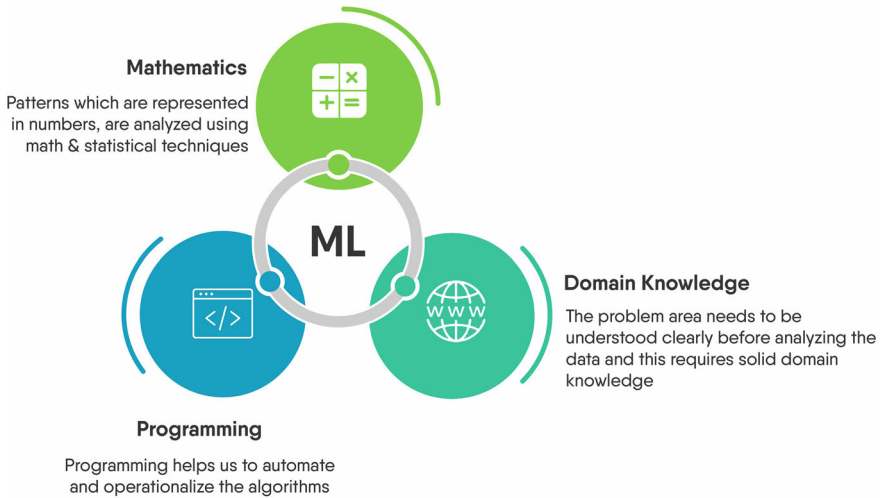 Mathematics
Patterns which are represented
in numbers, are analyzed using
math & statistical techniques
ML
</>
WWW
Domain Knowledge
The problem area needs to be
understood clearly before analyzing the
data and this requires solid domain
knowledge
Programming
Programming helps us to automate
and operationalize the algorithms